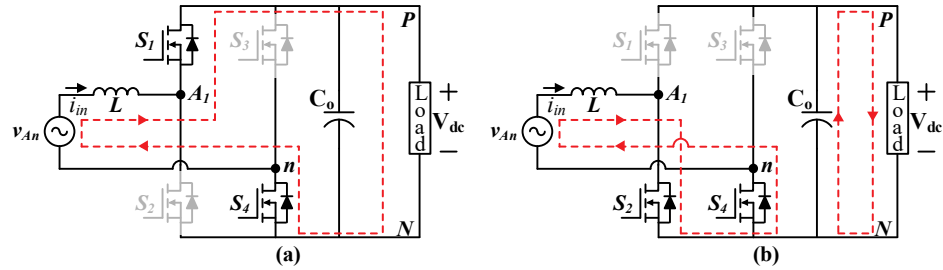 P
S1
S3
iin
L
A1
Co
Load
+
Vdc
–
vAn
n
S2
S4
N
(a)
P
S1
S3
iin
L
A1
Co
Load
+
Vdc
–
vAn
n
S2
S4
N
(b)